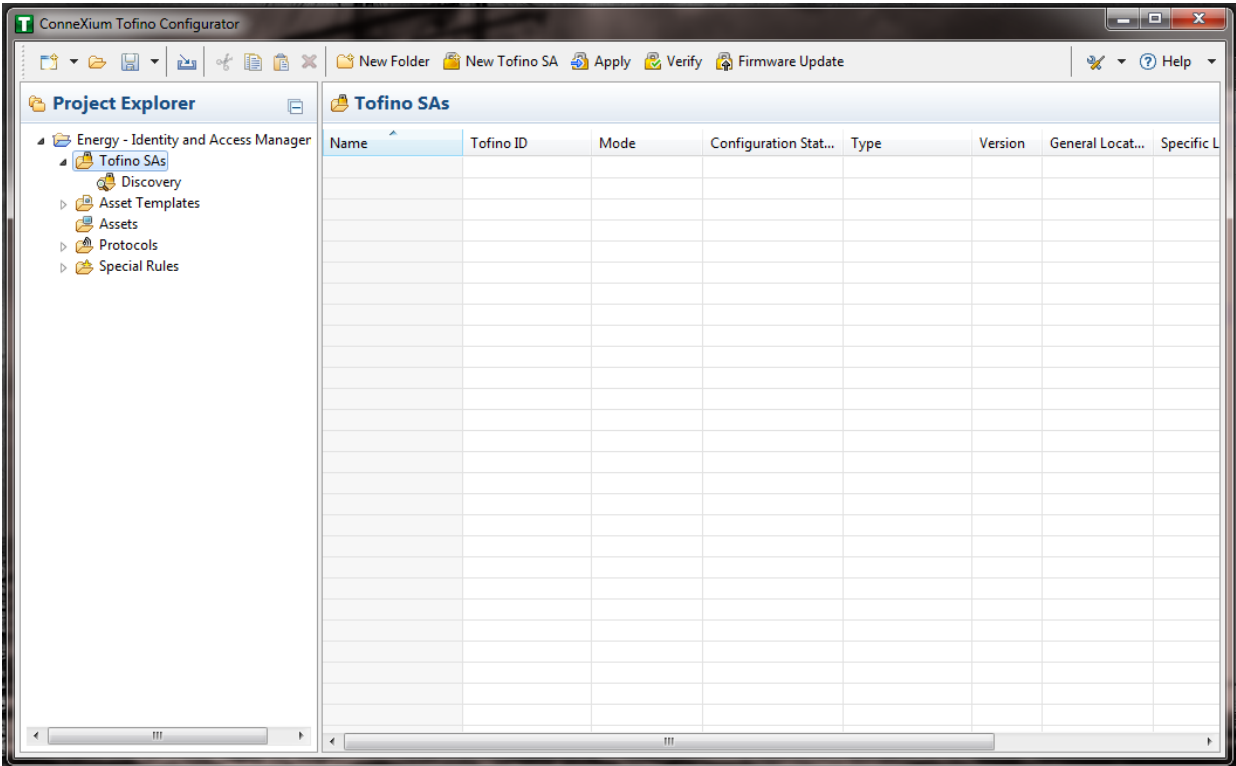 ConneXium Tofino Configurator
New Folder New Tofino SA Apply Verify Firmware Update Help
Project Explorer
Tofino SAs
Energy - Identity and Access Manager
Tofino SAs
Discovery
Asset Templates
Assets
Protocols
Special Rules
Name Tofino ID Mode Configuration Stat... Type Version General Locat... Specific L